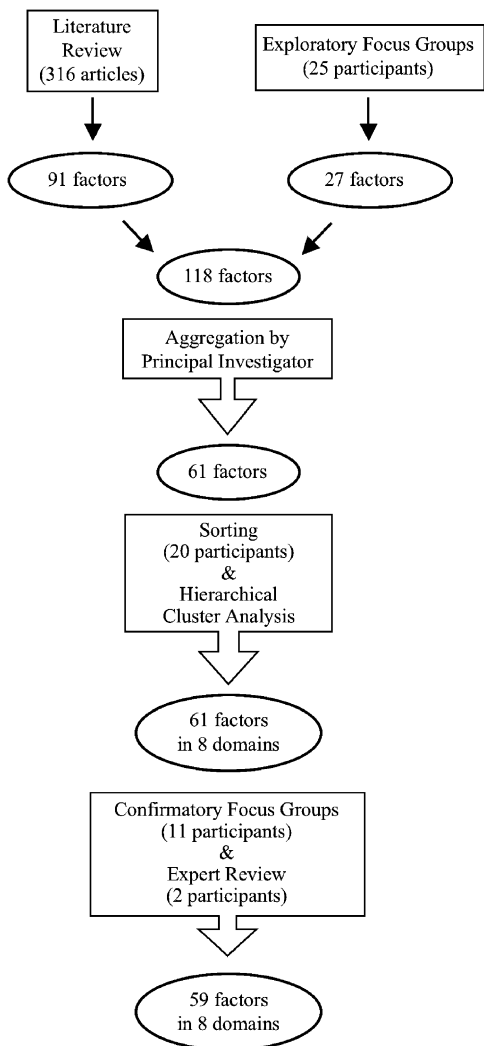 Literature
Review
(316 articles)
Exploratory Focus Groups
(25 participants)
91 factors
27 factors
118 factors
Aggregation by
Principal Investigator
61 factors
Sorting
(20 participants)
&
Hierarchical
Cluster Analysis
61 factors
in 8 domains
Confirmatory Focus Groups
(11 participants)
&
Expert Review
(2 participants)
59 factors
in 8 domains